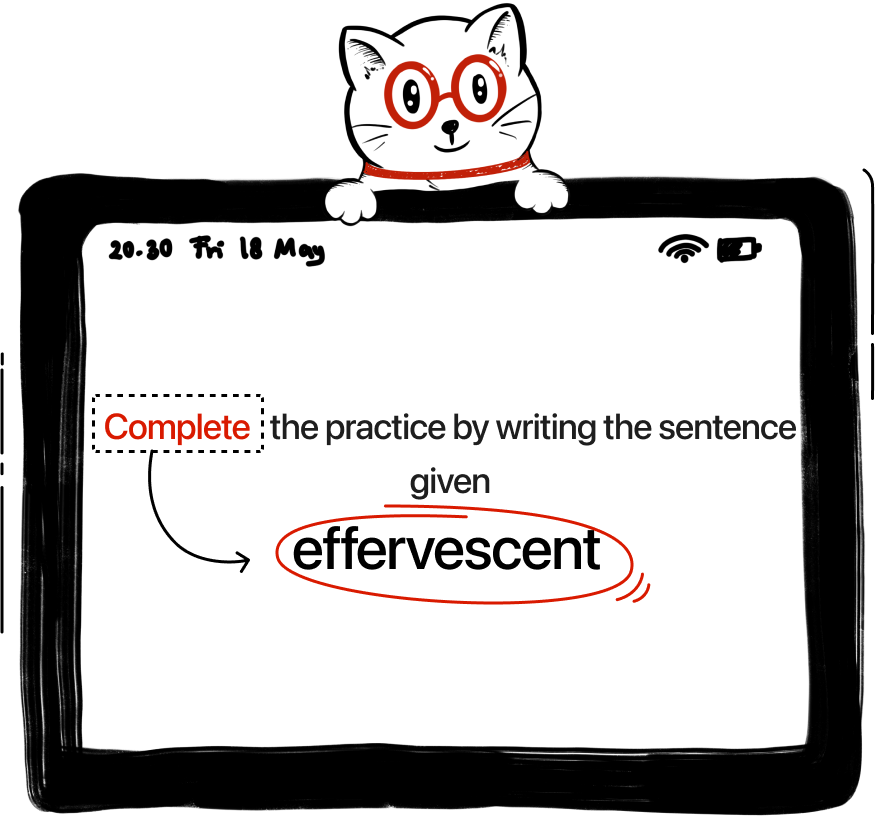 20.30 Fri 18 May
Complete the practice by writing the sentence
given
effervescent